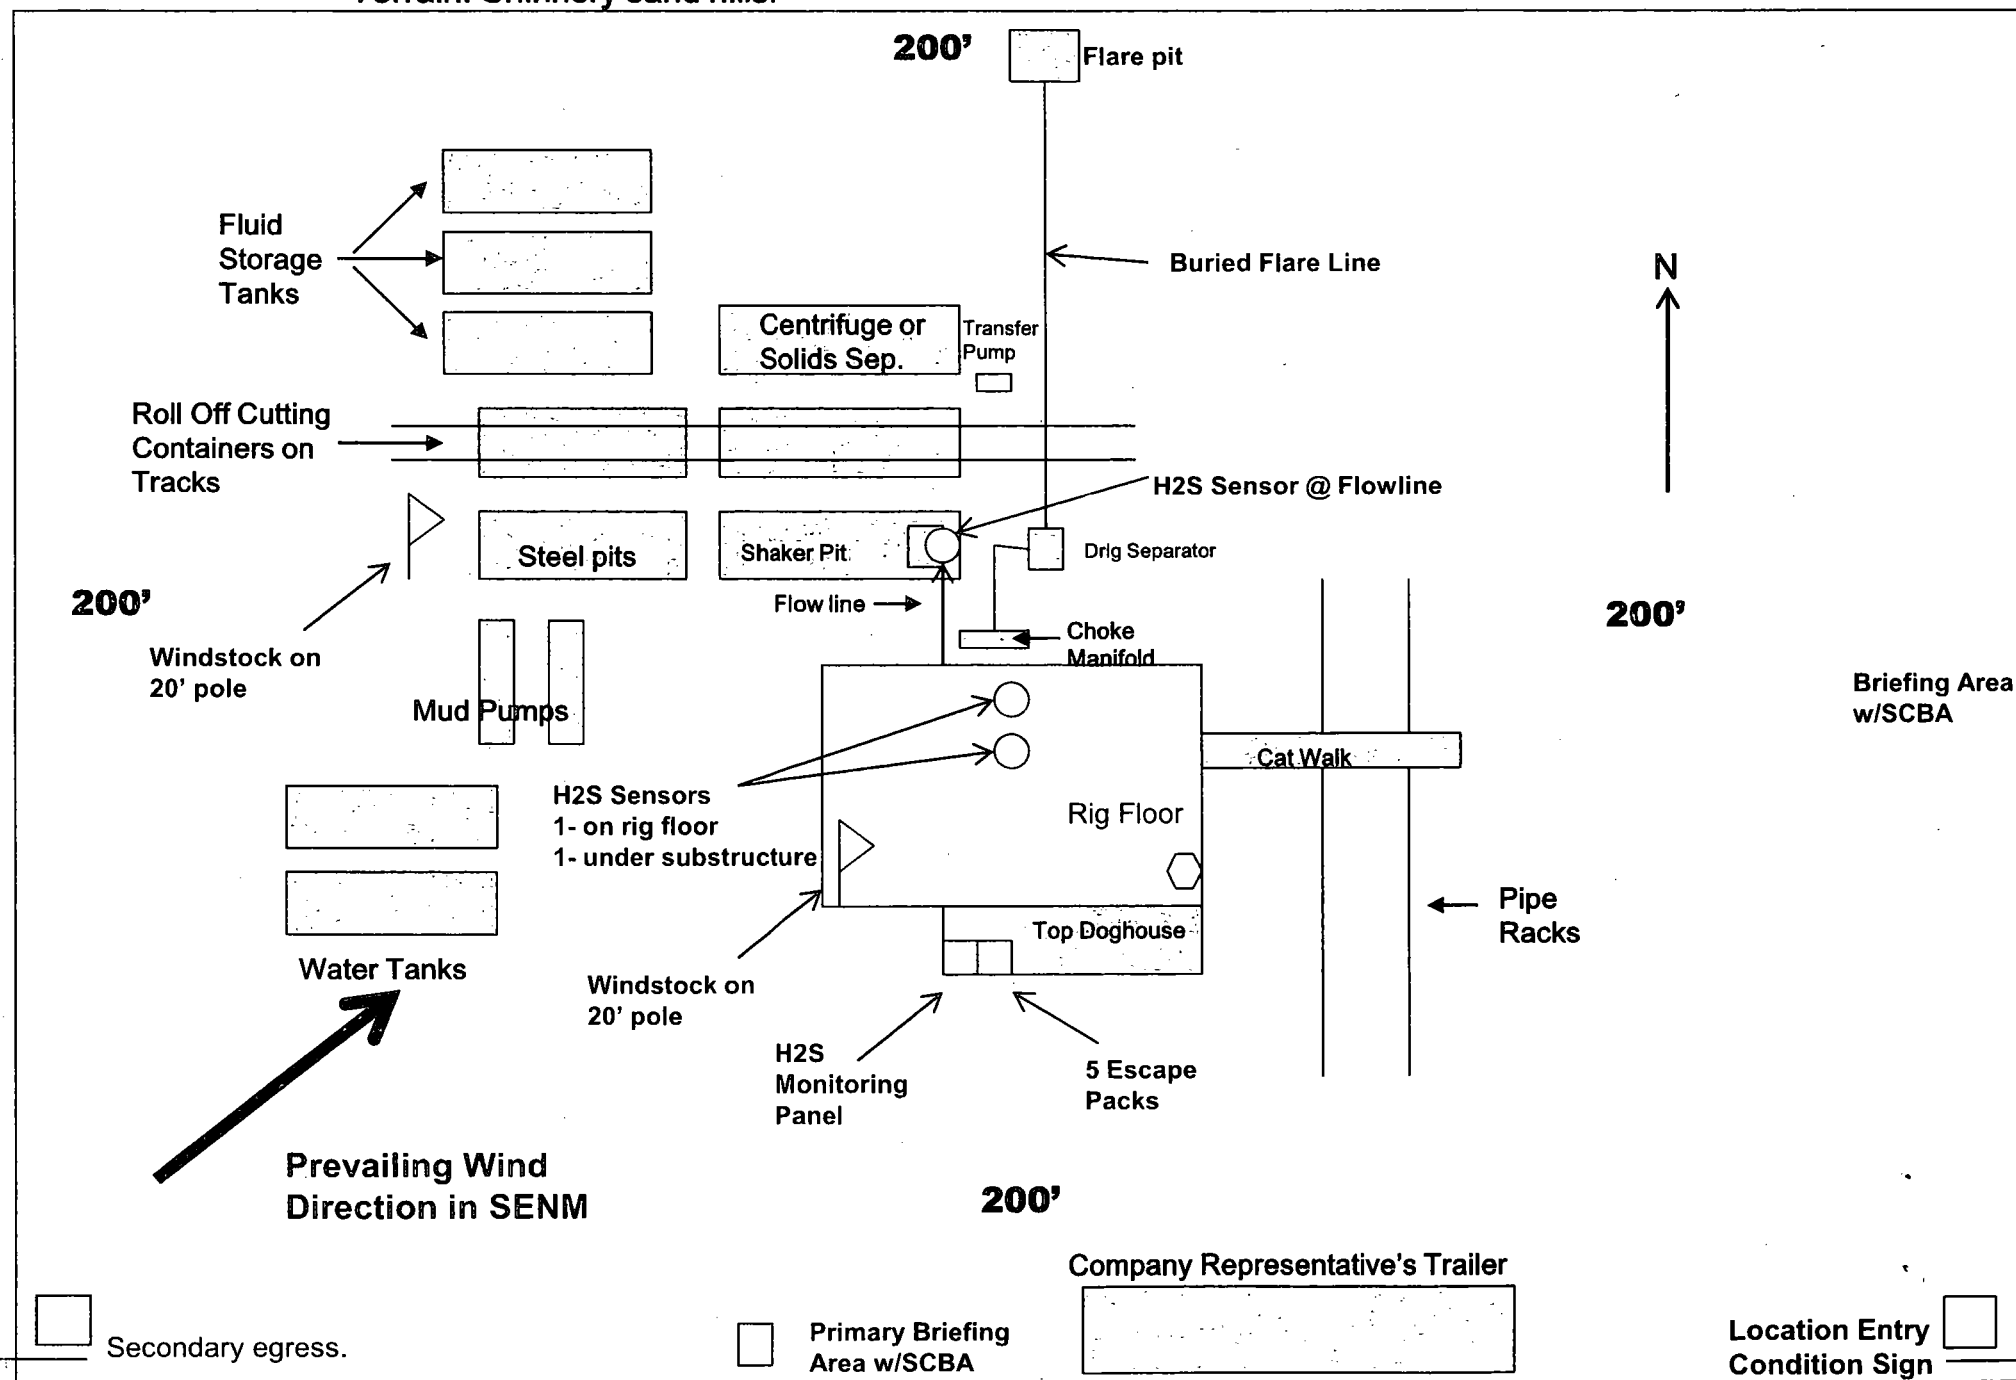 200’
Flare pit
Fluid
Storage
Tanks
Buried Flare Line
N
Centrifuge or
Solids Sep.
Transfer
Pump
Roll Off Cutting
Containers on
Tracks
H2S Sensor @ Flowline
Steel pits
Shaker Pit
Drlg Separator
200'
Flow line
200’
Windstock on
20’ pole
Choke
Manifold
Briefing Area
w/SCBA
Mud Pumps
Cat Walk
H2S Sensors
1- on rig floor
1- under substructure
Rig Floor
Pipe
Racks
Top Doghouse
Water Tanks
Windstock on
20’ pole
H2S
Monitoring
Panel
5 Escape
Packs
Prevailing Wind
Direction in SENM
200’
Company Representative’s Trailer
Secondary egress.
Primary Briefing
Area w/SCBA
Location Entry
Condition Sign